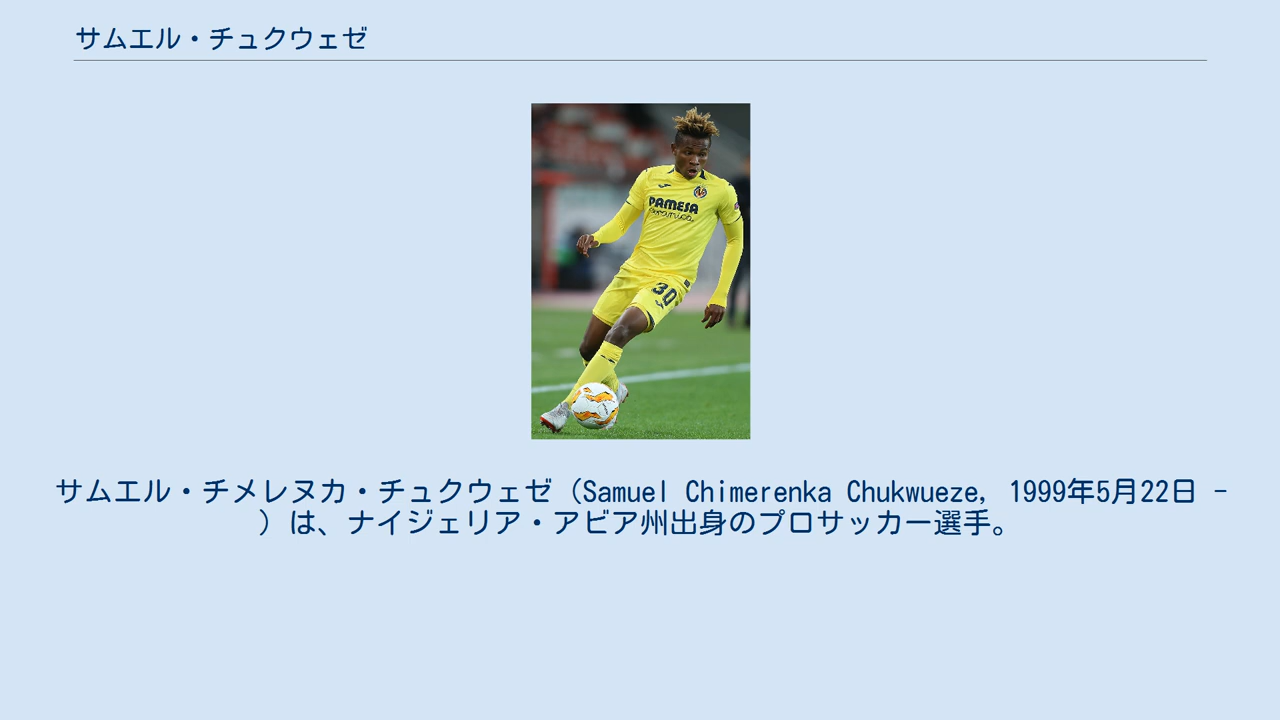 サムエル・チュクウェゼ
PAMESA
ceramica.
30
サムエル・チメレヌカ・チュクウェゼ（Samuel Chimerenka Chukwueze, 1999年5月22日 -
）は、ナイジェリア・アビア州出身のプロサッカー選手。